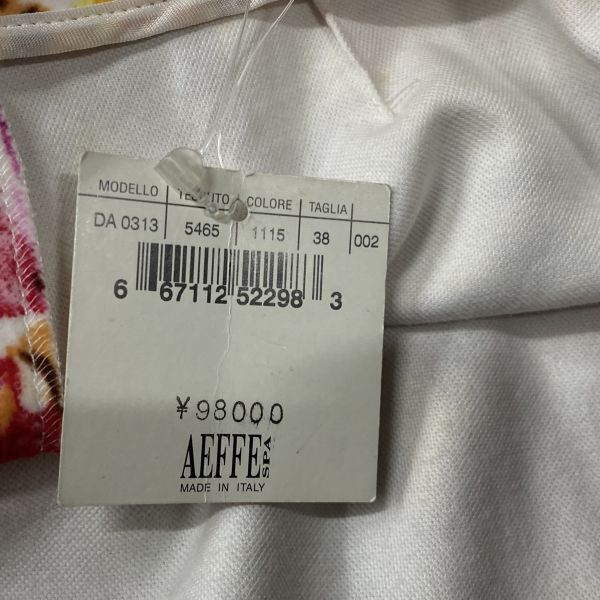 MODELLO TESSUTO COLORE TAGLIA
DA 0313 5465 1115 38 002
6 67112 52298 3
¥98000
AEFFE SPA
MADE IN ITALY